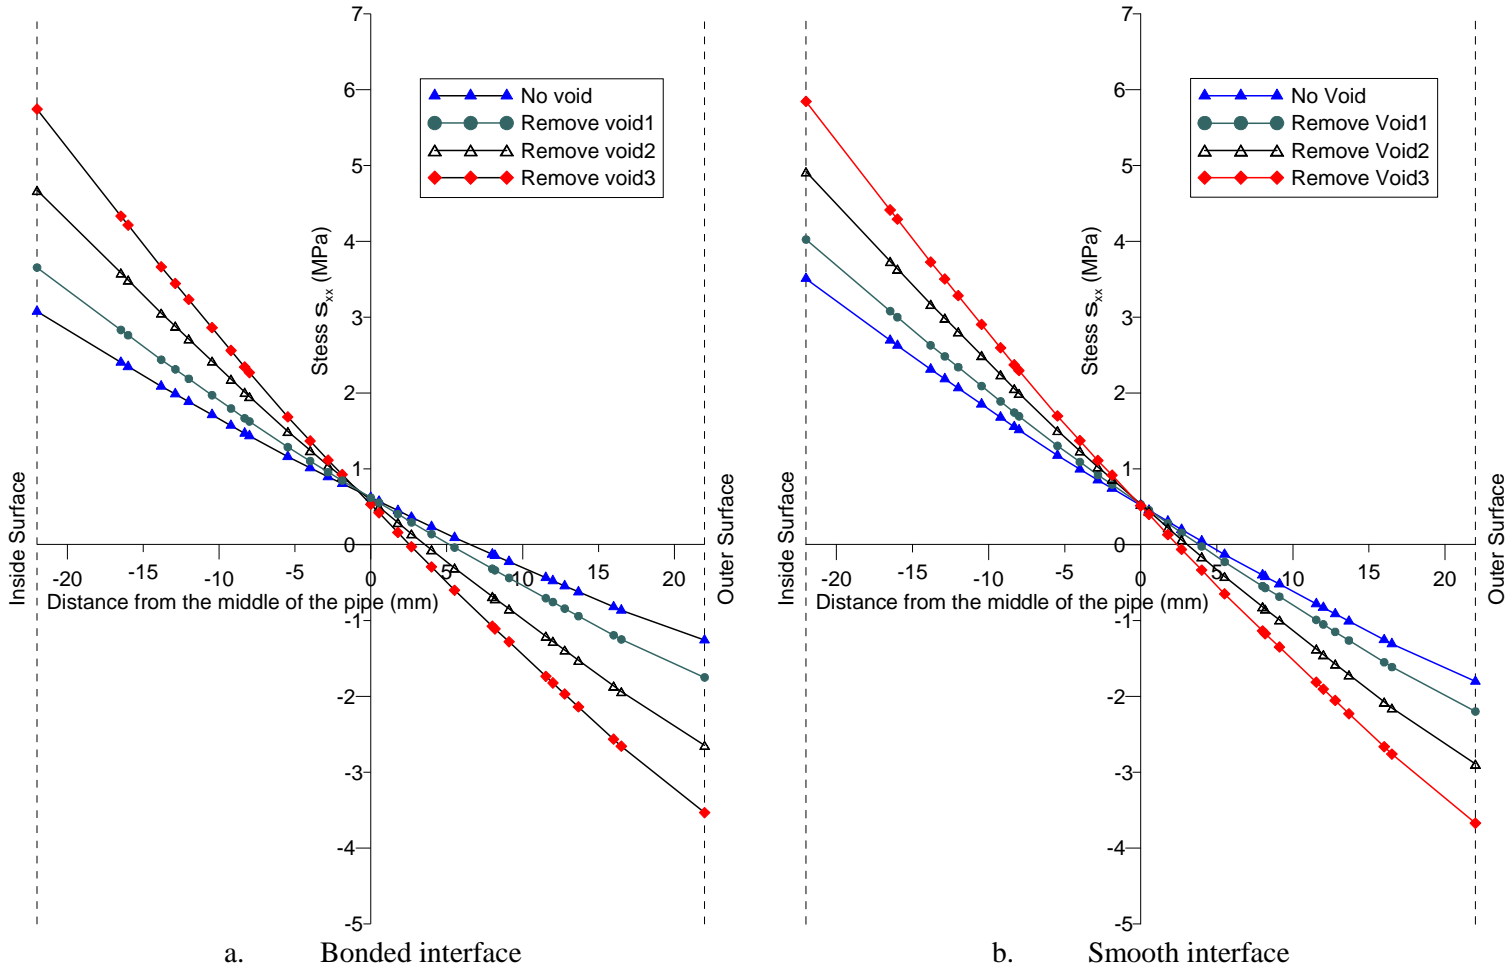 7
6
5
4
3
2
1
0
-1
-2
-3
-4
-5
-20
-15
-10
-5
0
5
10
15
20
No void
Remove void1
Remove void2
Remove void3
Stess s_xx (MPa)
Inside Surface
Outer Surface
Distance from the middle of the pipe (mm)
a. Bonded interface
7
6
5
4
3
2
1
0
-1
-2
-3
-4
-5
-20
-15
-10
-5
0
5
10
15
20
No Void
Remove Void1
Remove Void2
Remove Void3
Stess s_xx (MPa)
Inside Surface
Outer Surface
Distance from the middle of the pipe (mm)
b. Smooth interface